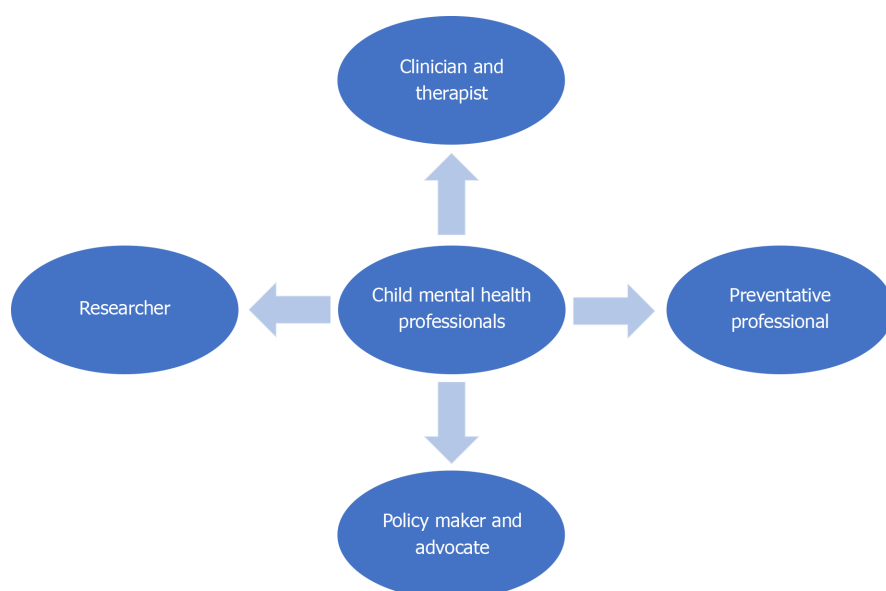 Clinician and
therapist
Researcher
Child mental health
professionals
Preventative
professional
Policy maker and
advocate